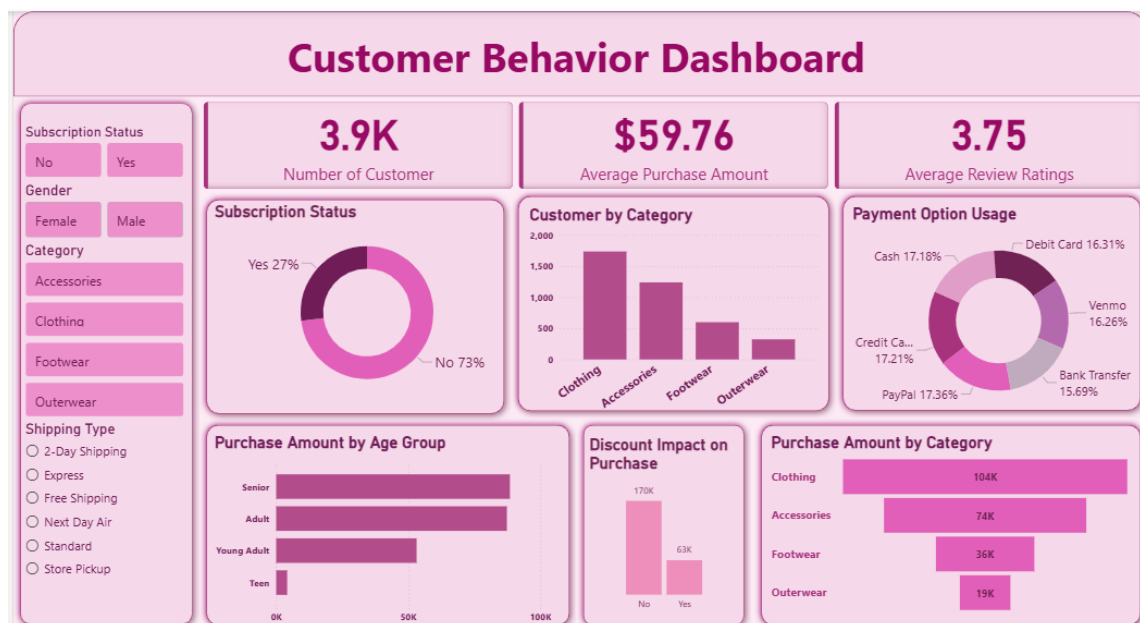 Customer Behavior Dashboard
Subscription Status
No
Yes
Gender
Female
Male
Category
Accessories
Clothing
Footwear
Outerwear
Shipping Type
2-Day Shipping
Express
Free Shipping
Next Day Air
Standard
Store Pickup
3.9K
Number of Customer
$59.76
Average Purchase Amount
3.75
Average Review Ratings
Subscription Status
Yes 27%
No 73%
Customer by Category
2,000
1,500
1,000
500
0
Clothing
Accessories
Footwear
Outerwear
Payment Option Usage
Debit Card 16.31%
Cash 17.18%
Venmo
16.26%
Credit Ca...
17.21%
Bank Transfer
15.69%
PayPal 17.36%
Purchase Amount by Age Group
Senior
Adult
Young Adult
Teen
0K
50K
100K
Discount Impact on
Purchase
170K
63K
No
Yes
Purchase Amount by Category
Clothing
104K
Accessories
74K
Footwear
36K
Outerwear
19K